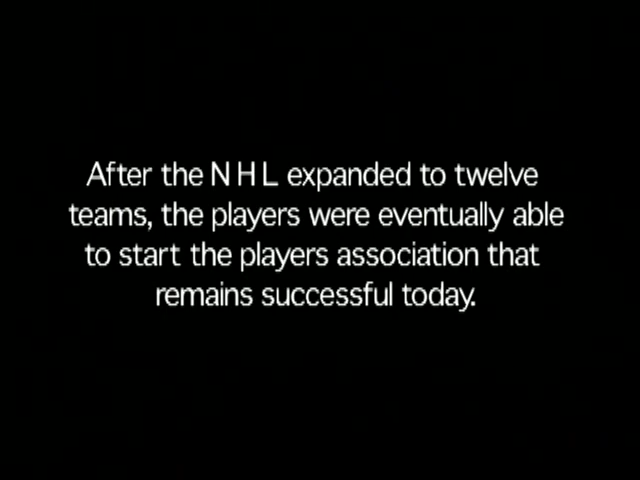 After the NHL expanded to twelve
teams, the players were eventually able
to start the players association that
remains successful today.